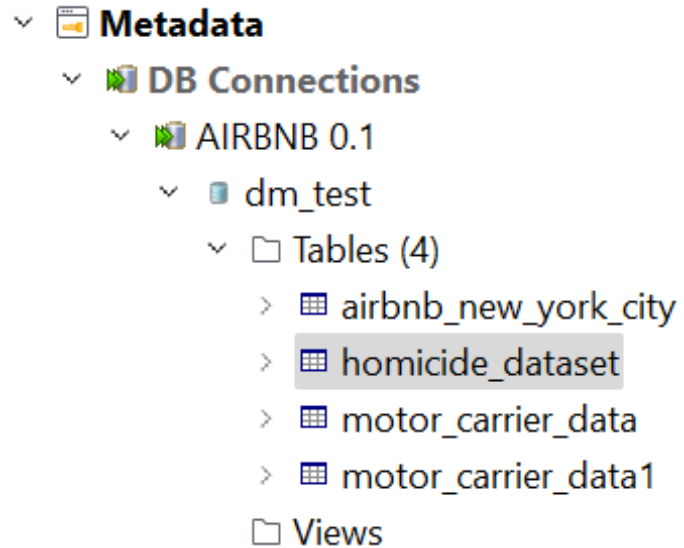 Metadata
DB Connections
AIRBNB 0.1
dm_test
Tables (4)
airbnb_new_york_city
homicide_dataset
motor_carrier_data
motor_carrier_data1
Views